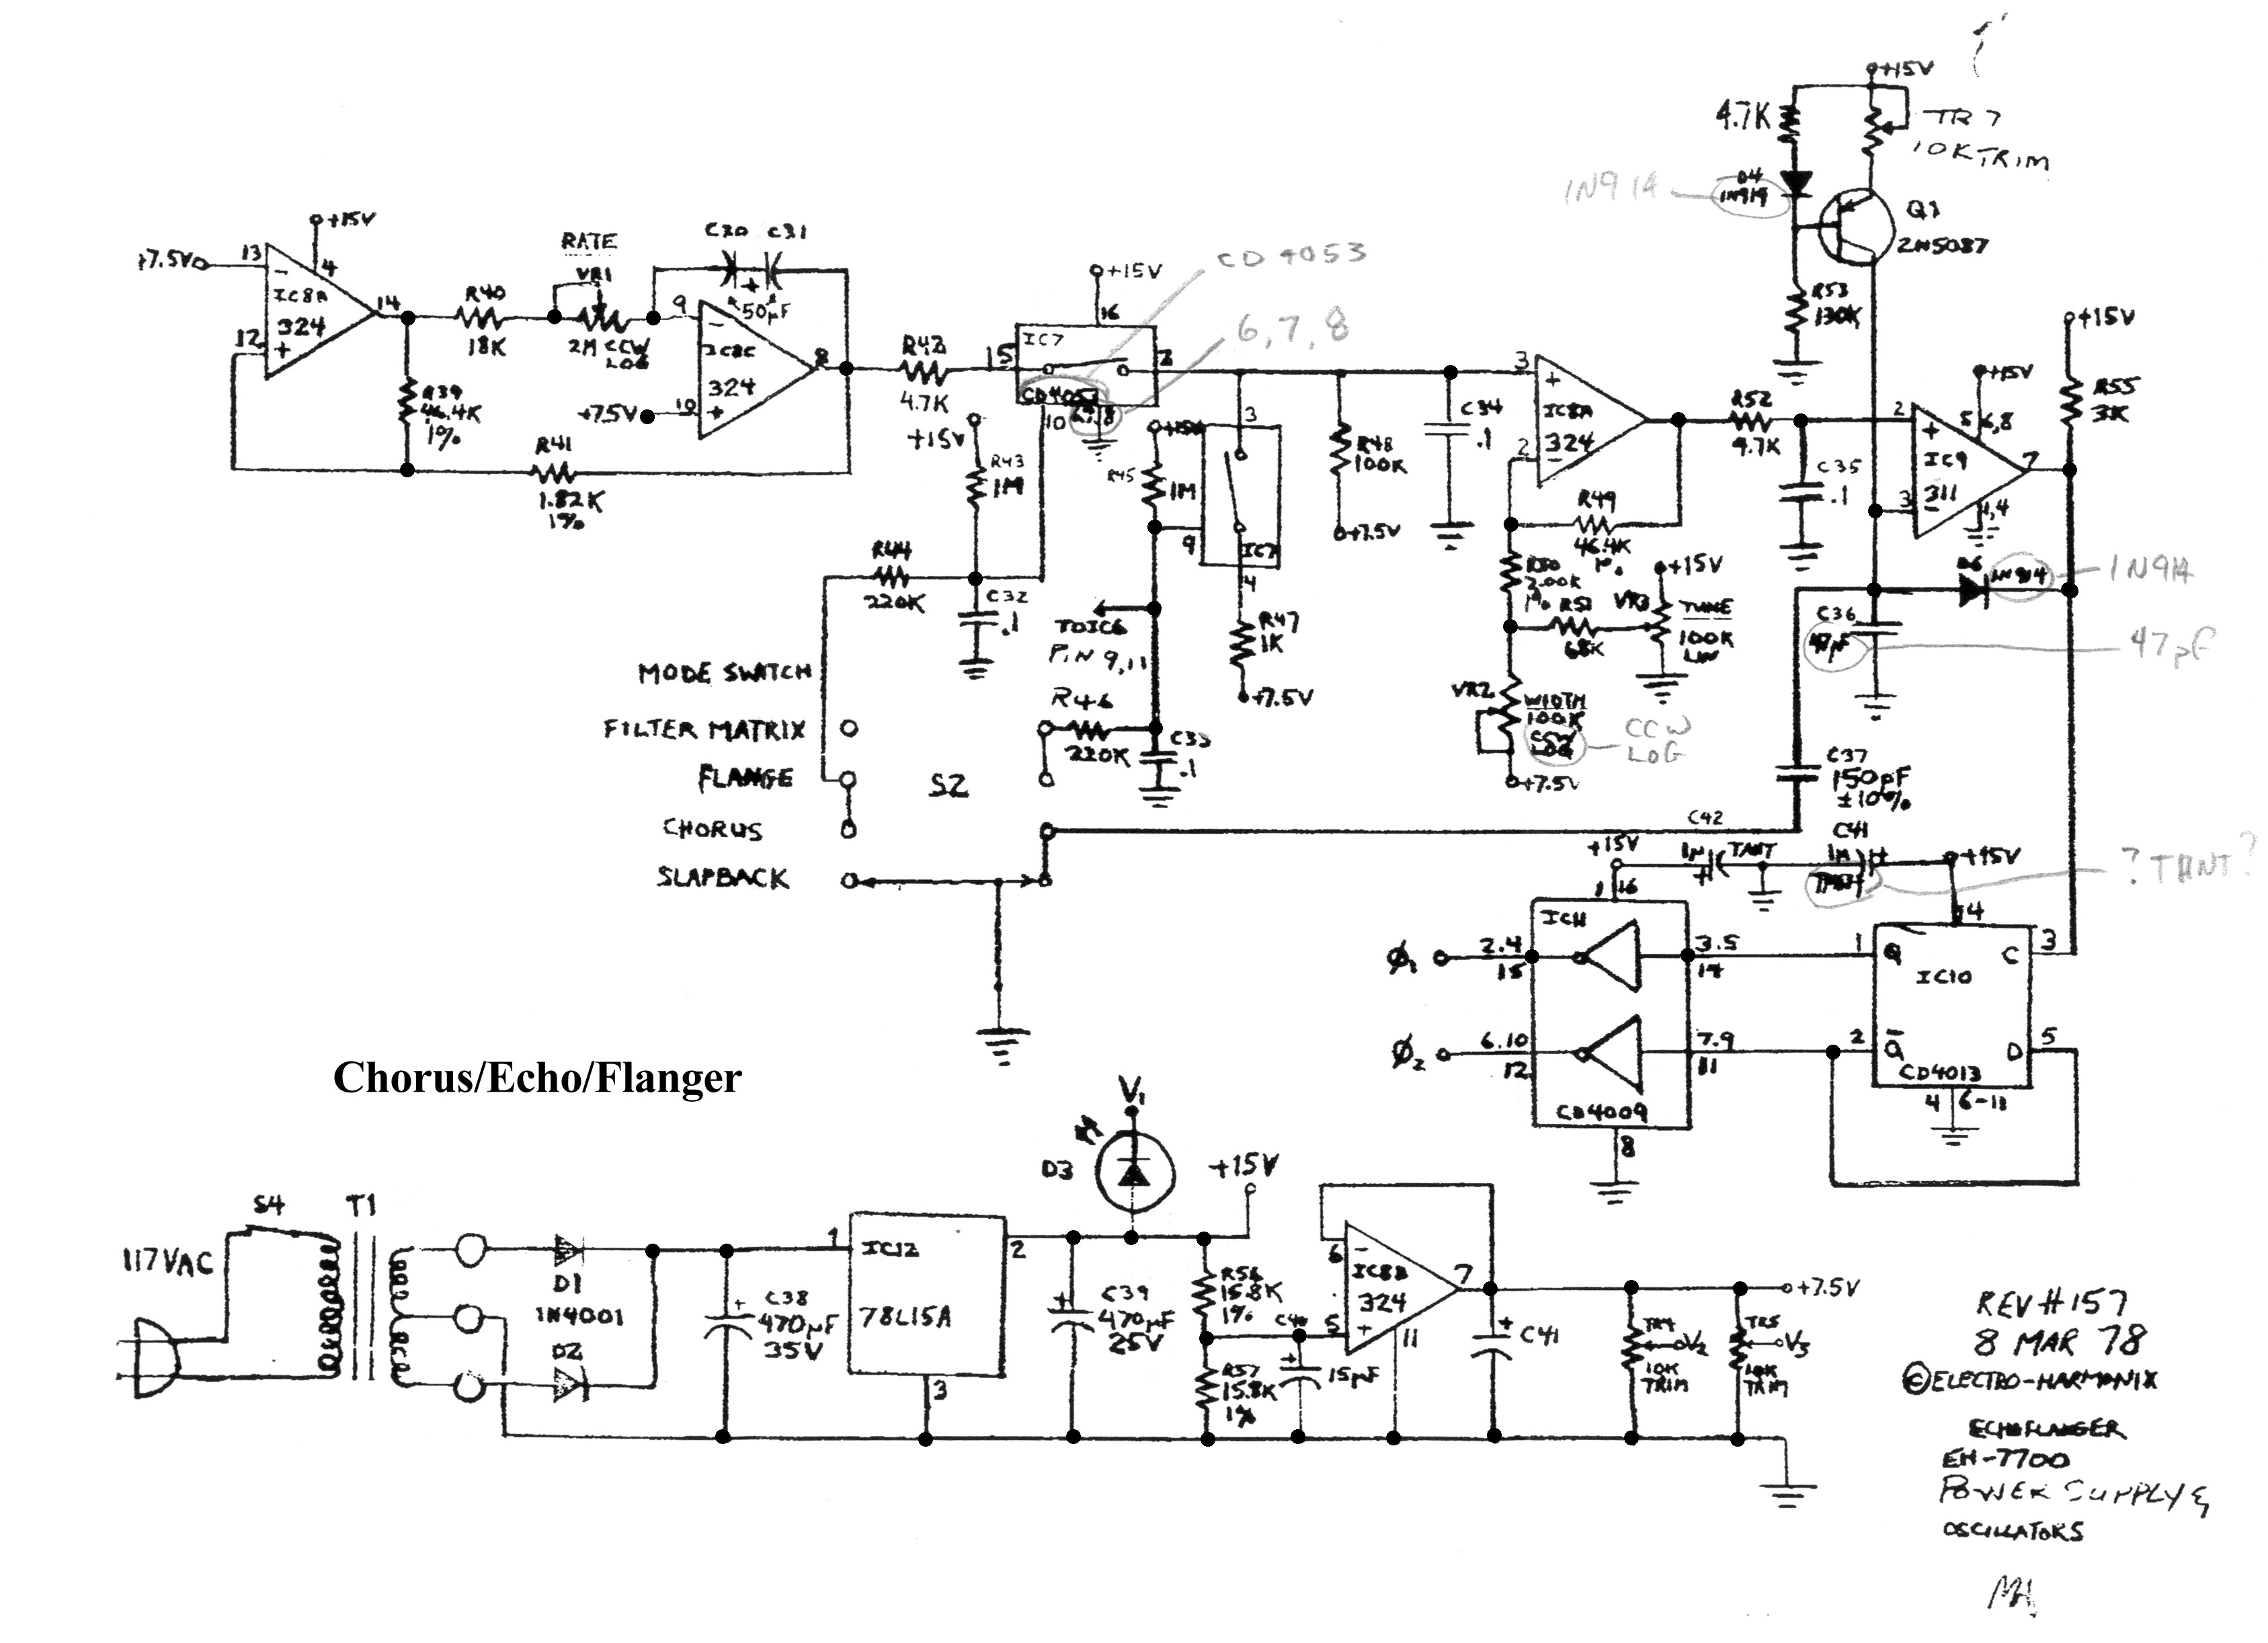 +15V
4.7K
TR7
10K TRIM
1N914
D4
1N914
Q1
2N5087
R53
130K
+15V
+7.5V
13
4
IC8A
324
14
12
R39
46.4K
1%
R40
18K
RATE
VR1
2M CCW
LOG
C30
C31
50µF
9
IC8C
324
8
10
+7.5V
R41
1.82K
1%
R42
4.7K
15
IC7
+15V
16
CD 4053
6, 7, 8
2
10
+15V
R43
1M
R44
220K
C32
.1
+15V
R45
1M
3
9
IC7
4
TO IC6
PIN 9,11
R47
1K
+7.5V
R46
220K
C33
.1
R48
100K
+7.5V
C34
.1
3
IC8A
324
2
R49
46.4K
1%
2.00K
1%
R51
68K
VR3
+15V
TUNE
100K
LIN
VR2
WIDTH
100K
CCW
LOG
CCW
LOG
+7.5V
R52
4.7K
C35
.1
2
+15V
5,6,8
IC9
311
7
3
1,4
+15V
R55
3K
D6
1N914
1N914
C36
47pF
47pF
C37
150pF
±10%
MODE SWITCH
FILTER MATRIX
FLANGE
CHORUS
SLAPBACK
S2
C42
+15V
1µ
TANT
C41
1µ
TANT
+15V
? TANT ?
1
16
IC11
Ø1
2.4
15
3.5
14
Ø2
6.10
12
7.9
11
CD4009
8
14
1
Q
C
3
IC10
2
Q̅
D
5
CD4013
4
6-11
Chorus/Echo/Flanger
117VAC
S4
T1
D1
1N4001
D2
C38
470µF
35V
1
IC12
2
78L15A
3
V1
D3
+15V
C39
470µF
25V
R56
15.8K
1%
R57
15.8K
1%
C40
15µF
6
IC8B
324
7
5
11
C41
+7.5V
TR4
V2
10K
TRIM
TR5
V3
10K
TRIM
REV # 157
8 MAR 78
©ELECTRO-HARMONIX
ECHOFLANGER
EH-7700
POWER SUPPLY &
OSCILLATORS